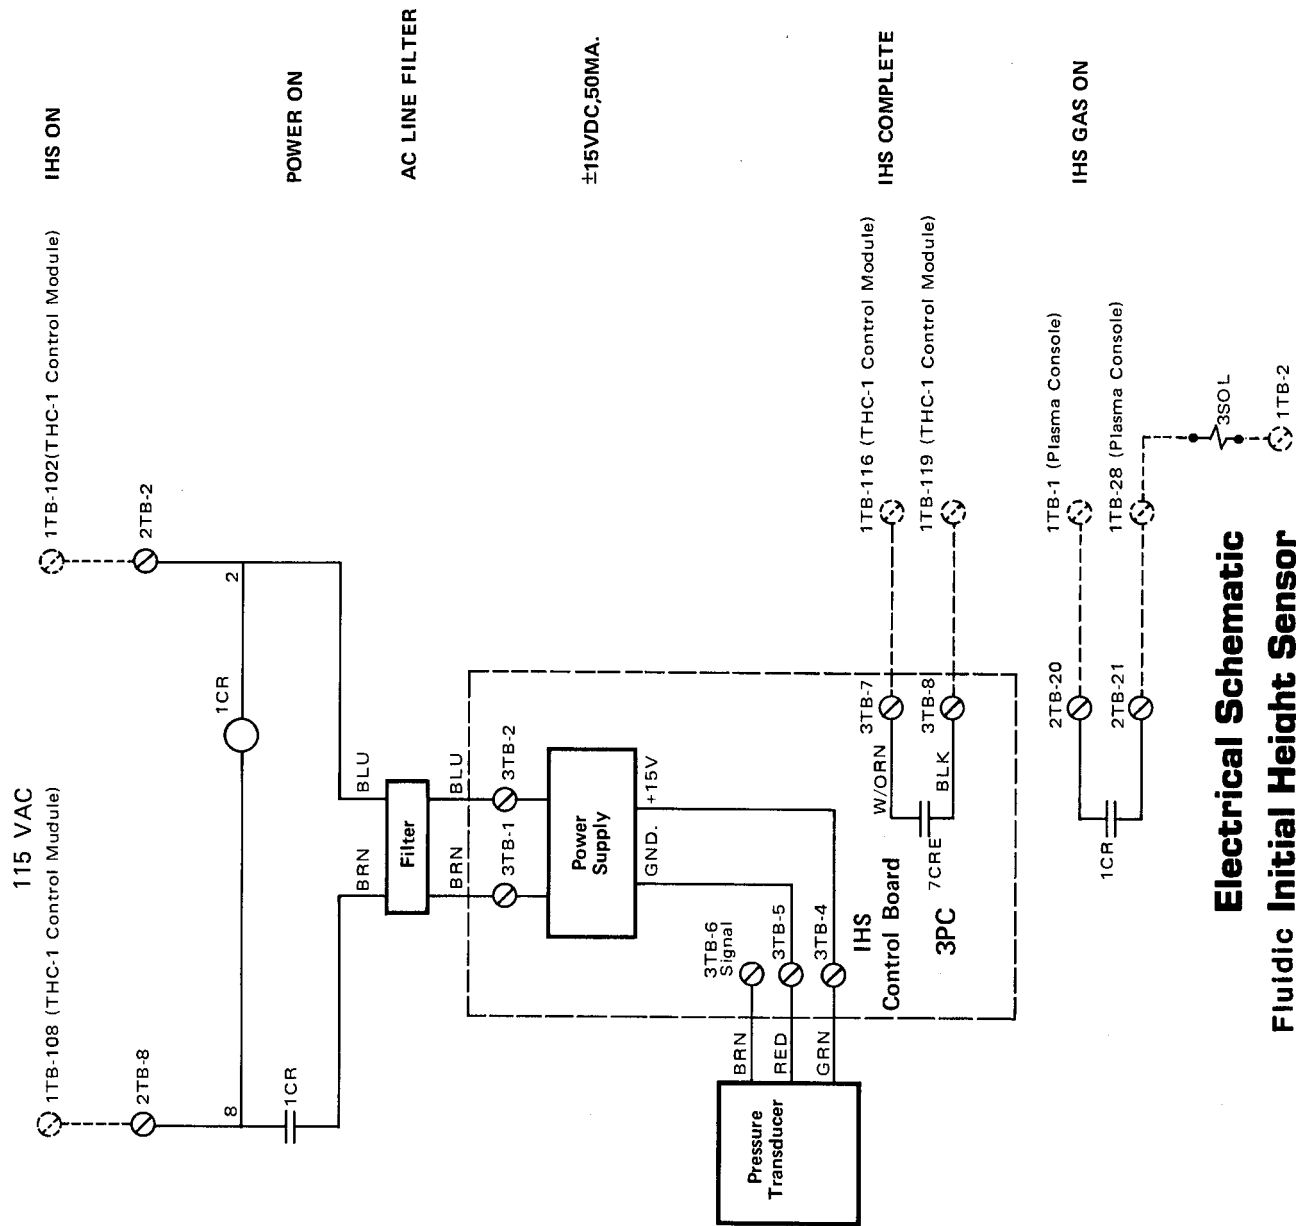 115 VAC
1TB-108 (THC-1 Control Mudule)
1TB-102(THC-1 Control Module)
IHS ON
2TB-8
2TB-2
8
1CR
2
1CR
POWER ON
BRN
BLU
Filter
AC LINE FILTER
BRN
BLU
3TB-1
3TB-2
Power
Supply
±15VDC,50MA.
GND.
+15V
Pressure
Transducer
BRN
RED
GRN
3TB-6
Signal
3TB-5
3TB-4
IHS
Control Board
3PC
7CRE
W/ORN
BLK
3TB-7
3TB-8
1TB-116 (THC-1 Control Module)
1TB-119 (THC-1 Control Module)
IHS COMPLETE
1CR
2TB-20
2TB-21
1TB-1 (Plasma Console)
1TB-28 (Plasma Console)
IHS GAS ON
3SOL
1TB-2
Electrical Schematic
Fluidic Initial Height Sensor